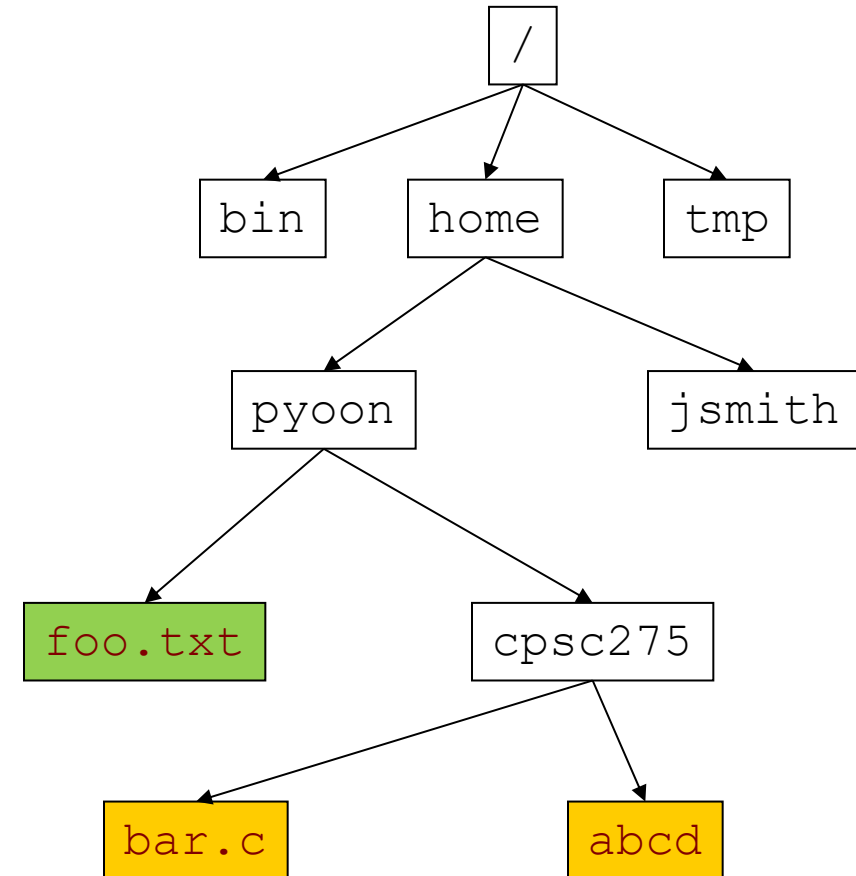 /
bin home tmp
pyoon jsmith
foo.txt cpsc275
bar.c abcd